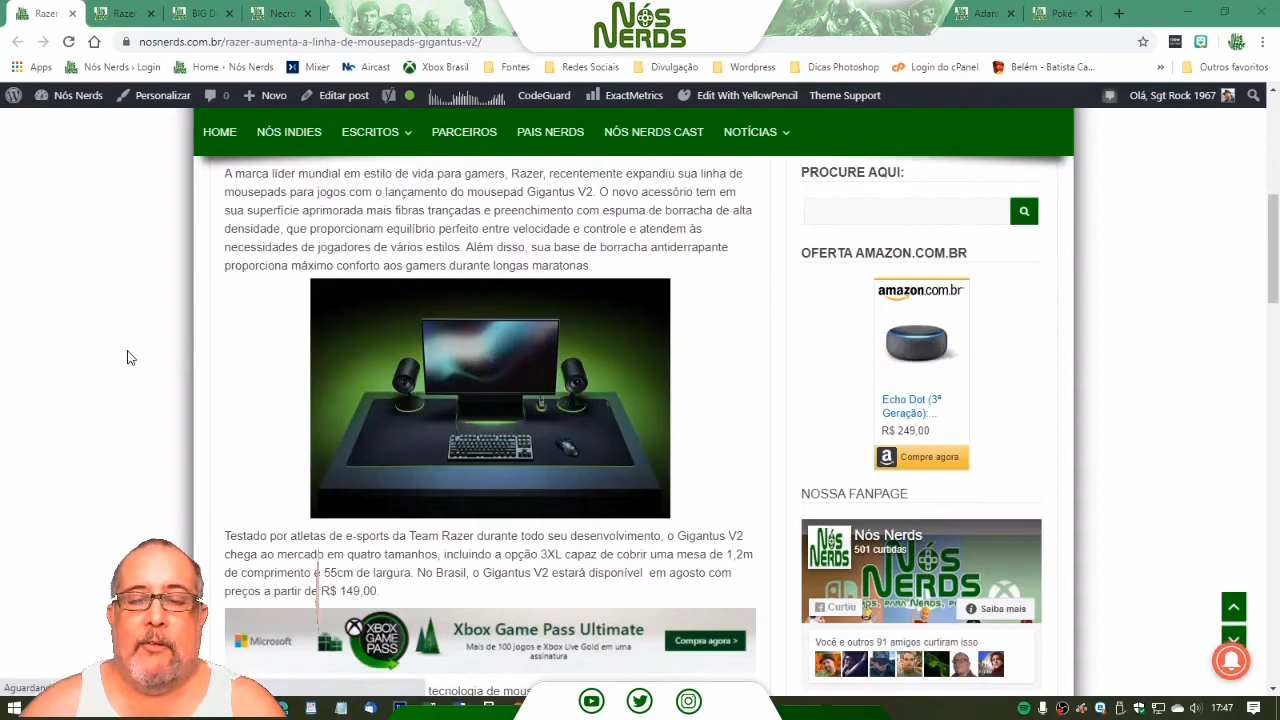 Razer
BIG D
Necro
NÓS
NERDS
Adam
Poké
nosnerds.com.br/razer-aumenta-a-linha-de-mousepads-gigantus-v2/
Apps
Nós Nerds › Login
Home · Nós Nerds
Mixer
Aircast
Xbox Brasil
Fontes
Redes Sociais
Divulgação
Wordpress
Dicas Photoshop
Login do cPanel
Belém - Batista Ca...
»
Outros favoritos
Nós Nerds
Personalizar
0
Novo
Editar post
CodeGuard
ExactMetrics
Edit With YellowPencil
Theme Support
Olá, Sgt Rock 1967
HOME
NÓS INDIES
ESCRITOS
PARCEIROS
PAIS NERDS
NÓS NERDS CAST
NOTÍCIAS
A marca líder mundial em estilo de vida para gamers, Razer, recentemente expandiu sua linha de
mousepads para jogos com o lançamento do mousepad Gigantus V2. O novo acessório tem em
sua superfície aprimorada mais fibras trançadas e preenchimento com espuma de borracha de alta
densidade, que proporcionam equilíbrio perfeito entre velocidade e controle e atendem às
necessidades de jogadores de vários estilos. Além disso, sua base de borracha antiderrapante
proporciona máximo conforto aos gamers durante longas maratonas.
Testado por atletas de e-sports da Team Razer durante todo seu desenvolvimento, o Gigantus V2
chega ao mercado em quatro tamanhos, incluindo a opção 3XL capaz de cobrir uma mesa de 1,2m
de comprimento e 55cm de largura. No Brasil, o Gigantus V2 estará disponível em agosto com
preços a partir de R$ 149,00.
Microsoft
XBOX
GAME
PASS
Xbox Game Pass Ultimate
Mais de 100 jogos e Xbox Live Gold em uma
assinatura
Compre agora >
tecnologia de mous
PROCURE AQUI:
OFERTA AMAZON.COM.BR
amazon.com.br
Echo Dot (3ª
Geração):...
R$ 249,00
Compre agora
NOSSA FANPAGE
NÓS
NERDS
Nós Nerds
501 curtidas
NERDS
Curtiu
Saiba mais
Você e outros 91 amigos curtiram isso
Aguardando
17:47